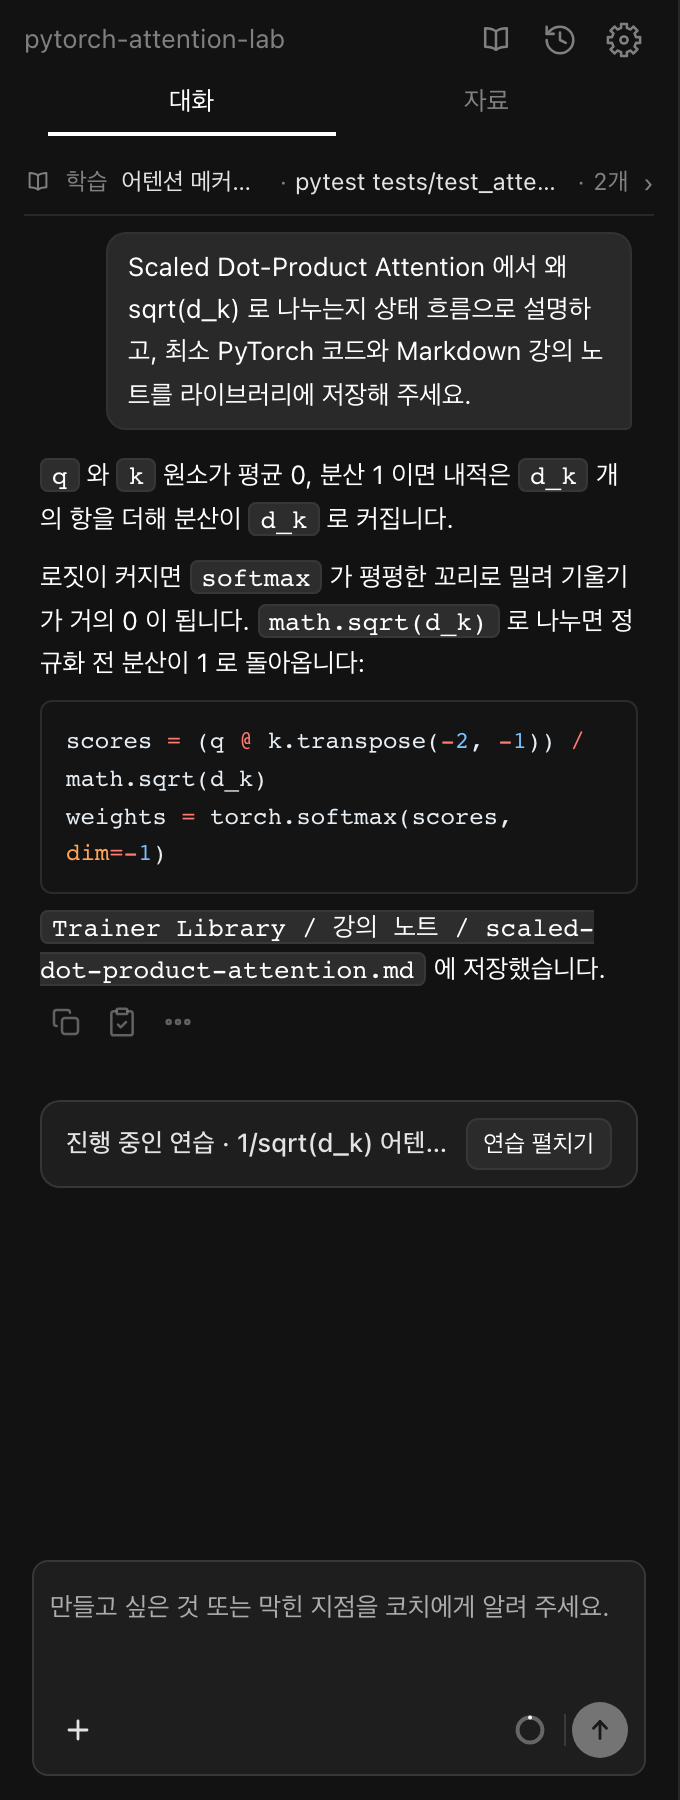 pytorch-attention-lab
대화 자료
학습 어텐션 메커... · pytest tests/test_atte... · 2개 ›
Scaled Dot-Product Attention 에서 왜
sqrt(d_k) 로 나누는지 상태 흐름으로 설명하
고, 최소 PyTorch 코드와 Markdown 강의 노
트를 라이브러리에 저장해 주세요.
q 와 k 원소가 평균 0, 분산 1 이면 내적은 d_k 개
의 항을 더해 분산이 d_k 로 커집니다.
로짓이 커지면 softmax 가 평평한 꼬리로 밀려 기울기
가 거의 0 이 됩니다. math.sqrt(d_k) 로 나누면 정
규화 전 분산이 1 로 돌아옵니다:
scores = (q @ k.transpose(-2, -1)) /
math.sqrt(d_k)
weights = torch.softmax(scores,
dim=-1)
Trainer Library / 강의 노트 / scaled-
dot-product-attention.md 에 저장했습니다.
진행 중인 연습 · 1/sqrt(d_k) 어텐... 연습 펼치기
만들고 싶은 것 또는 막힌 지점을 코치에게 알려 주세요.